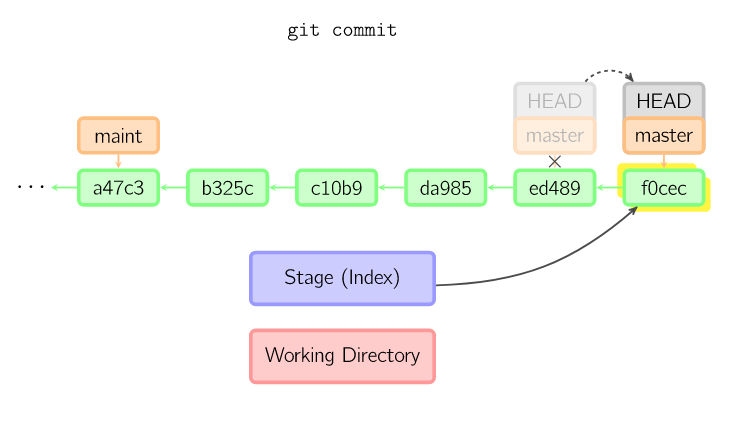 git commit
HEAD HEAD
maint master master
··· a47c3 b325c c10b9 da985 ed489 f0cec
Stage (Index)
Working Directory